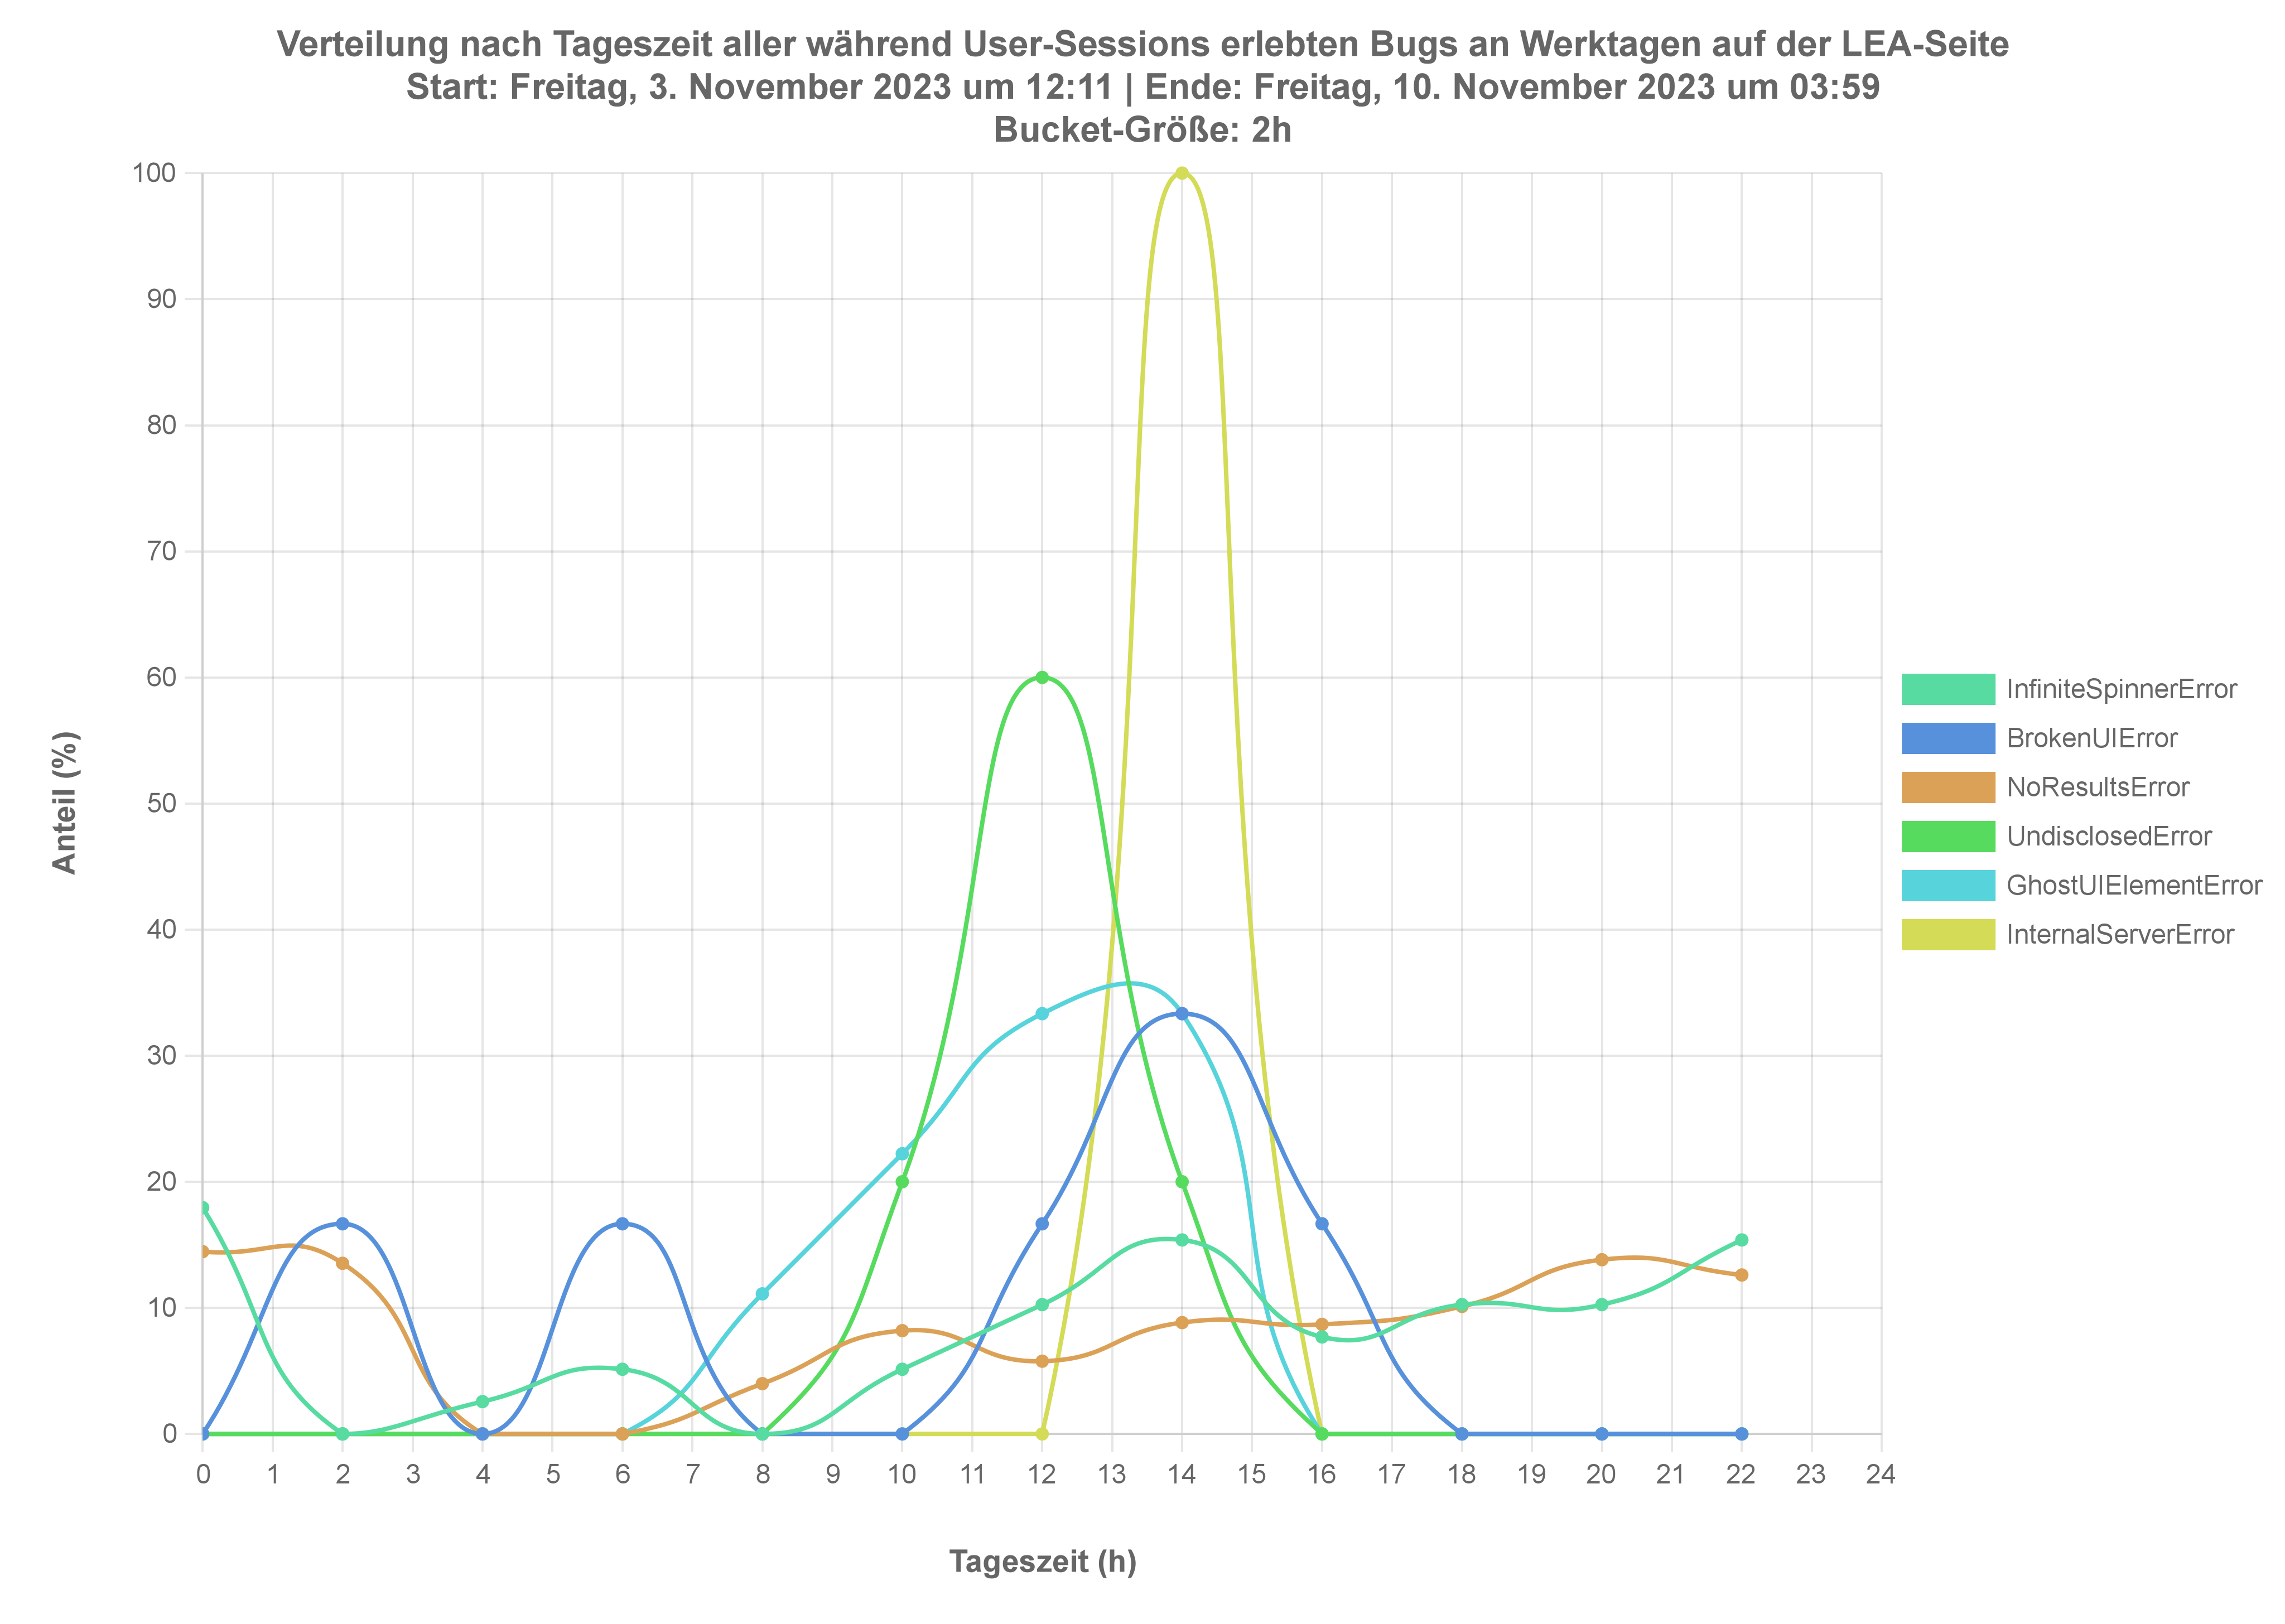 Verteilung nach Tageszeit aller während User-Sessions erlebten Bugs an Werktagen auf der LEA-Seite
Start: Freitag, 3. November 2023 um 12:11 | Ende: Freitag, 10. November 2023 um 03:59
Bucket-Größe: 2h
100
90
80
70
60
50
40
30
20
10
0
Anteil (%)
0 1 2 3 4 5 6 7 8 9 10 11 12 13 14 15 16 17 18 19 20 21 22 23 24
Tageszeit (h)
InfiniteSpinnerError
BrokenUIError
NoResultsError
UndisclosedError
GhostUIElementError
InternalServerError